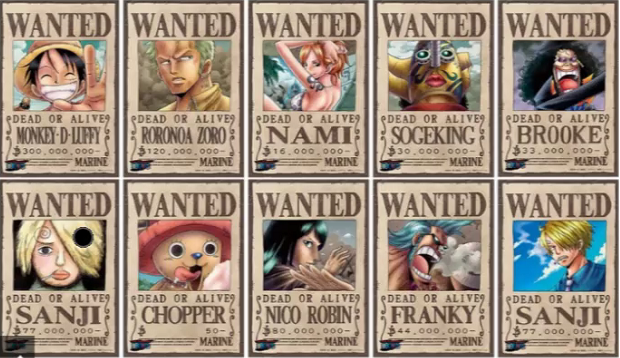 WANTED
DEAD OR ALIVE
MONKEY·D·LUFFY
$300,000,000-
MARINE
WANTED
DEAD OR ALIVE
RORONOA ZORO
$120,000,000-
MARINE
WANTED
DEAD OR ALIVE
NAMI
$16,000,000-
MARINE
WANTED
DEAD OR ALIVE
SOGEKING
$30,000,000-
MARINE
WANTED
DEAD OR ALIVE
BROOKE
$33,000,000-
MARINE
WANTED
DEAD OR ALIVE
SANJI
$77,000,000-
MARINE
WANTED
DEAD OR ALIVE
CHOPPER
$ 50-
MARINE
WANTED
DEAD OR ALIVE
NICO ROBIN
$80,000,000-
MARINE
WANTED
DEAD OR ALIVE
FRANKY
$44,000,000-
MARINE
WANTED
DEAD OR ALIVE
SANJI
$77,000,000-
MARINE